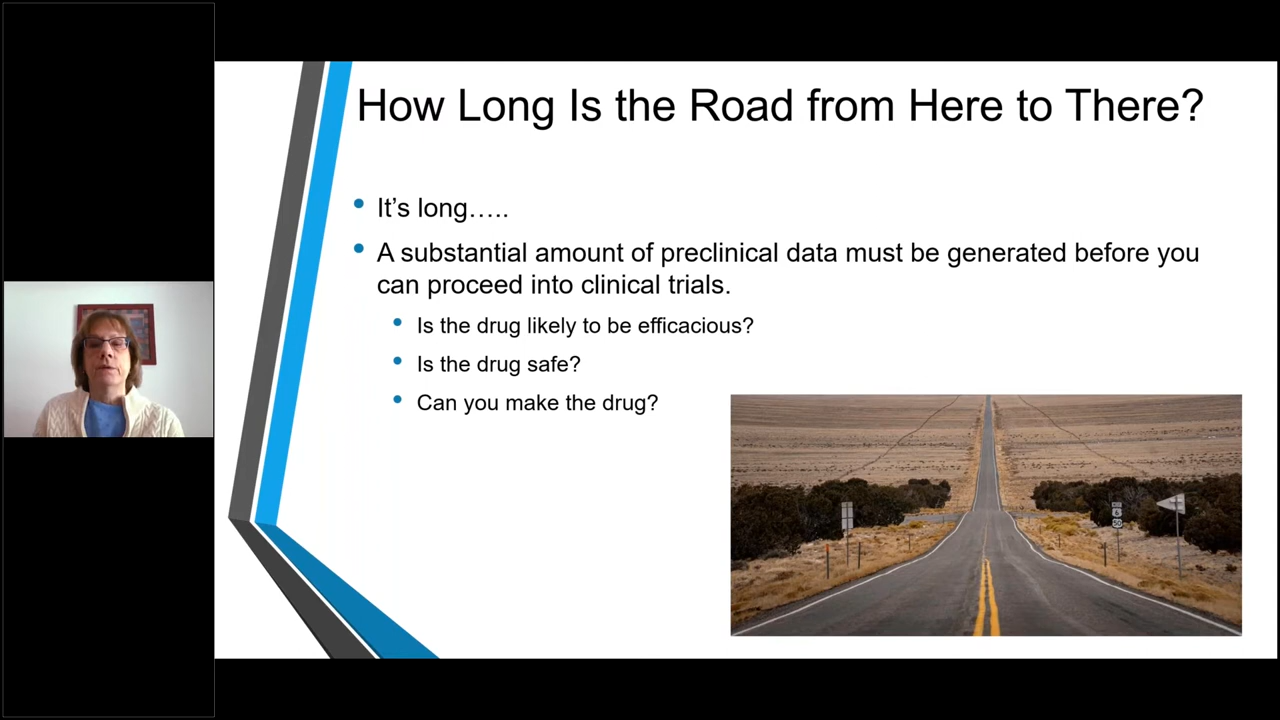 How Long Is the Road from Here to There?
• It’s long…..
• A substantial amount of preclinical data must be generated before you
can proceed into clinical trials.
• Is the drug likely to be efficacious?
• Is the drug safe?
• Can you make the drug?
6
50